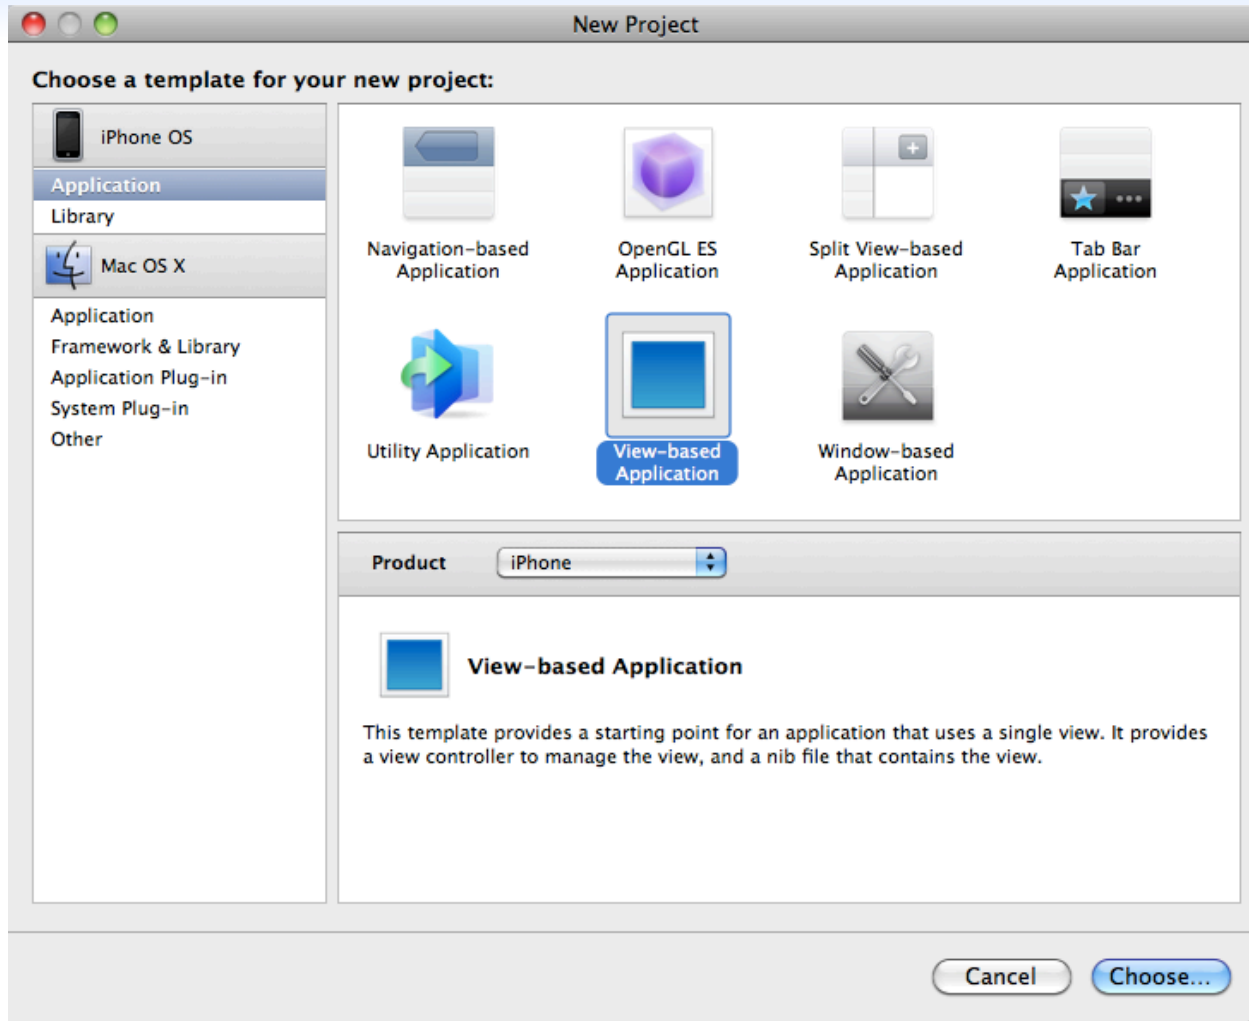 New Project
Choose a template for your new project:
iPhone OS
Application
Library
Mac OS X
Application
Framework & Library
Application Plug-in
System Plug-in
Other
Navigation-based
Application
OpenGL ES
Application
Split View-based
Application
Tab Bar
Application
Utility Application
View-based
Application
Window-based
Application
Product
iPhone
View-based Application
This template provides a starting point for an application that uses a single view. It provides
a view controller to manage the view, and a nib file that contains the view.
Cancel
Choose...